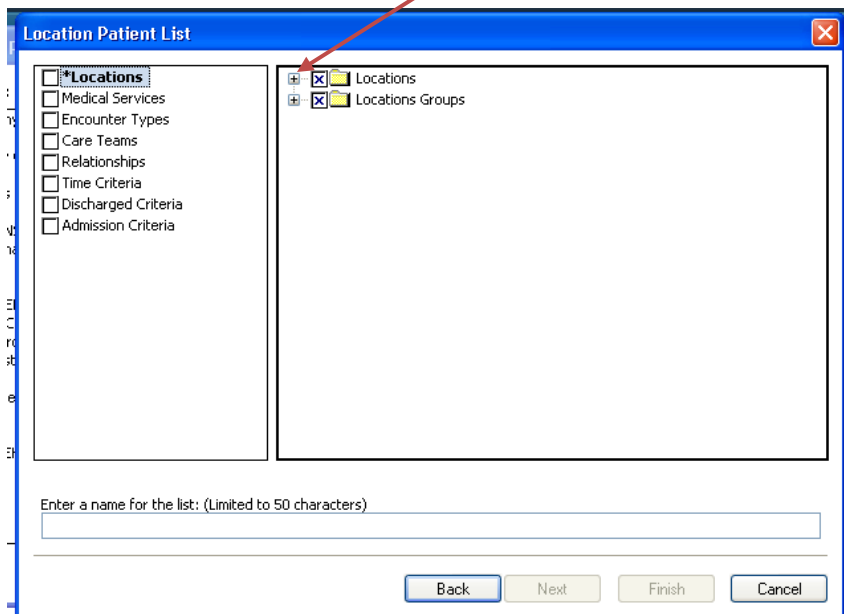 Location Patient List
*Locations
Medical Services
Encounter Types
Care Teams
Relationships
Time Criteria
Discharged Criteria
Admission Criteria
Locations
Locations Groups
Enter a name for the list: (Limited to 50 characters)
Back Next Finish Cancel